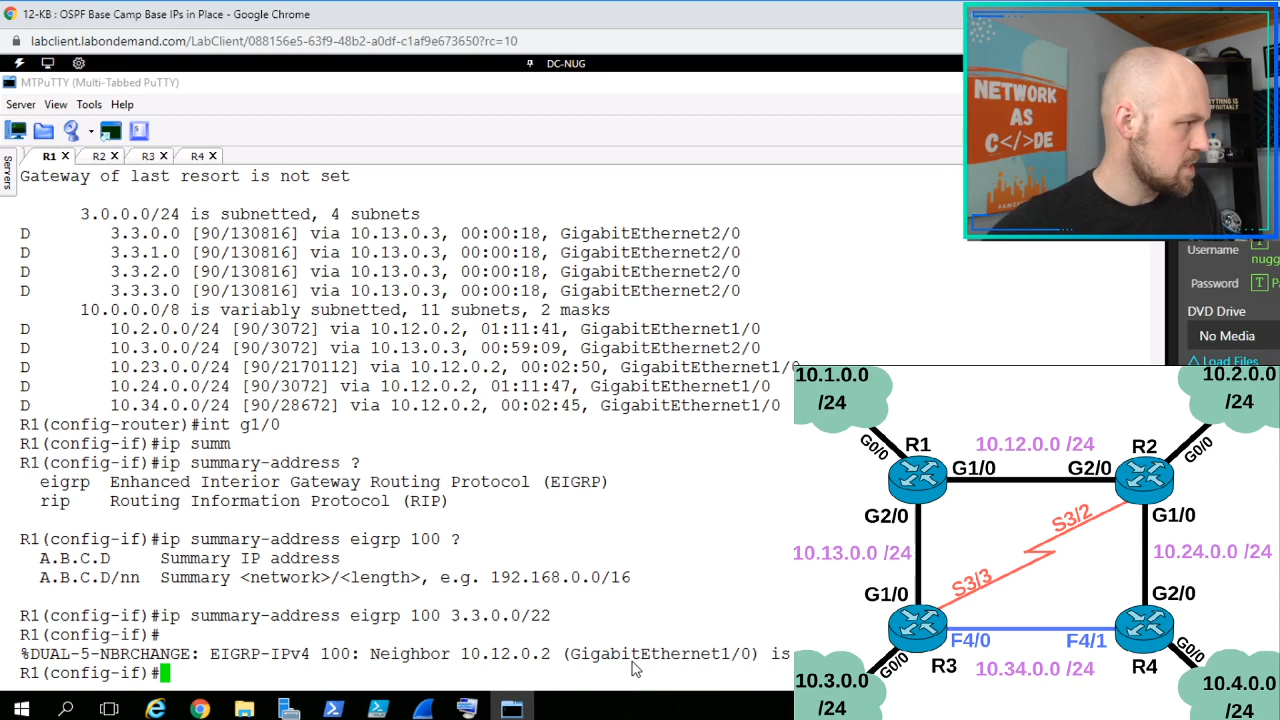 12-KB : OSPF Base Camp Base IPs in Place - Google Chrome
labclient.labondemand.com/LabClient/088156e5-63f9-48b2-a0df-c1af9e673650?rc=10
DC-NUG
MTPuTTY (Multi-Tabbed PuTTY)
Server View Tools Help
R1 R2 R3 R4
Servers
Gateway of last resort is not set
3.0.0.0/24 is subnetted, 4 subnets
D 3.3.0.0 [90/130816] via 10.13.0.3, 00:00:18, GigabitEthernet2/0
D 3.3.1.0 [90/130816] via 10.13.0.3, 00:00:18, GigabitEthernet2/0
D 3.3.2.0 [90/130816] via 10.13.0.3, 00:00:18, GigabitEthernet2/0
D 3.3.3.0 [90/130816] via 10.13.0.3, 00:00:18, GigabitEthernet2/0
10.0.0.0/8 is variably subnetted, 11 subnets, 2 masks
D 10.2.0.0/24 [90/3072] via 10.12.0.2, 01:11:41, GigabitEthernet1/0
D 10.3.0.0/24 [90/3072] via 10.13.0.3, 00:59:09, GigabitEthernet2/0
D 10.23.0.0/24 [90/2170112] via 10.12.0.2, 00:02:50, GigabitEthernet1/0
D 10.24.0.0/24 [90/3072] via 10.12.0.2, 01:11:47, GigabitEthernet1/0
D 10.34.0.0/24 [90/28672] via 10.12.0.2, 00:02:45, GigabitEthernet1/0
R1(config-router)#int g1/0
R1(config-if)#ip summ
R1(config-if)#ip summary-address ?
eigrp Enhanced Interior Gateway Routing Protocol (EIGRP)
rip Routing Information Protocol (RIP)
R1(config-if)#ip summary-address eigrp 100 ?
A.B.C.D Summary IP address
A.B.C.D/nn Summary <network>/<length>, e.g. 192.168.0.0/16
R1(config-if)#ip summary-address eigrp 100 3.3.0.0/22
R1(config-if)#
%DUAL-5-NBRCHANGE: EIGRP-IPv4 100: Neighbor 10.12.0.2 (GigabitEthernet1/0) is
R1(config-if)#
NETWORK
AS
C</>DE
Username
nugg
Password
DVD Drive
No Media
Load Files
10.1.0.0
/24
10.2.0.0
/24
G0/0
G0/0
R1
10.12.0.0 /24
R2
G1/0
G2/0
G2/0
S3/2
G1/0
10.13.0.0 /24
10.24.0.0 /24
S3/3
G1/0
G2/0
F4/0
F4/1
G0/0
G0/0
R3
10.34.0.0 /24
R4
10.3.0.0
/24
10.4.0.0
/24